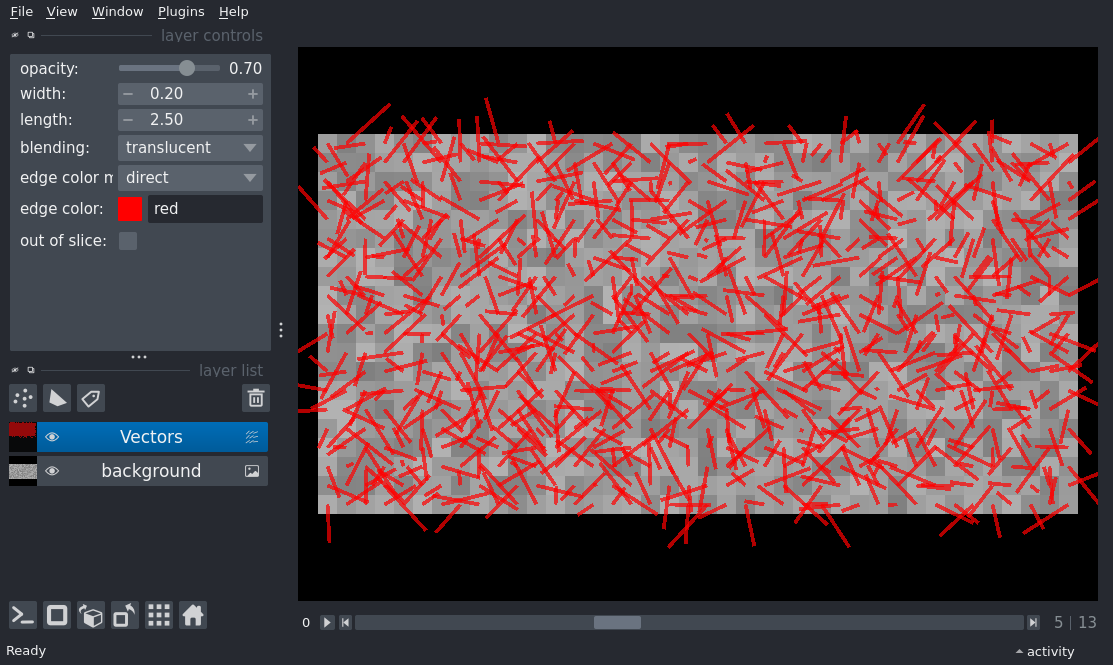 File View Window Plugins Help
layer controls
opacity: 0.70
width: 0.20
length: 2.50
blending: translucent
edge color m direct
edge color: red
out of slice:
layer list
Vectors
background
0 5 | 13
Ready activity